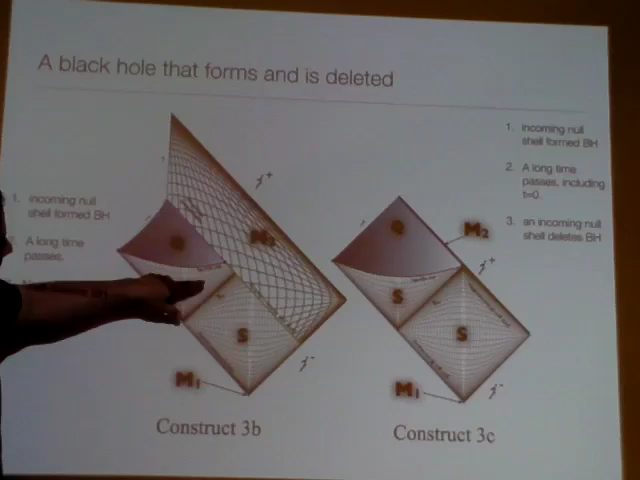 A black hole that forms and is deleted
1. incoming null
shell formed BH
2. A long time
passes, including
t=0.
3. an incoming null
shell deletes BH
incoming null
shell formed BH
A long time
passes.
M₂
Q
S
M₁
Q
M₂
S
S
M₁
Construct 3b
Construct 3c